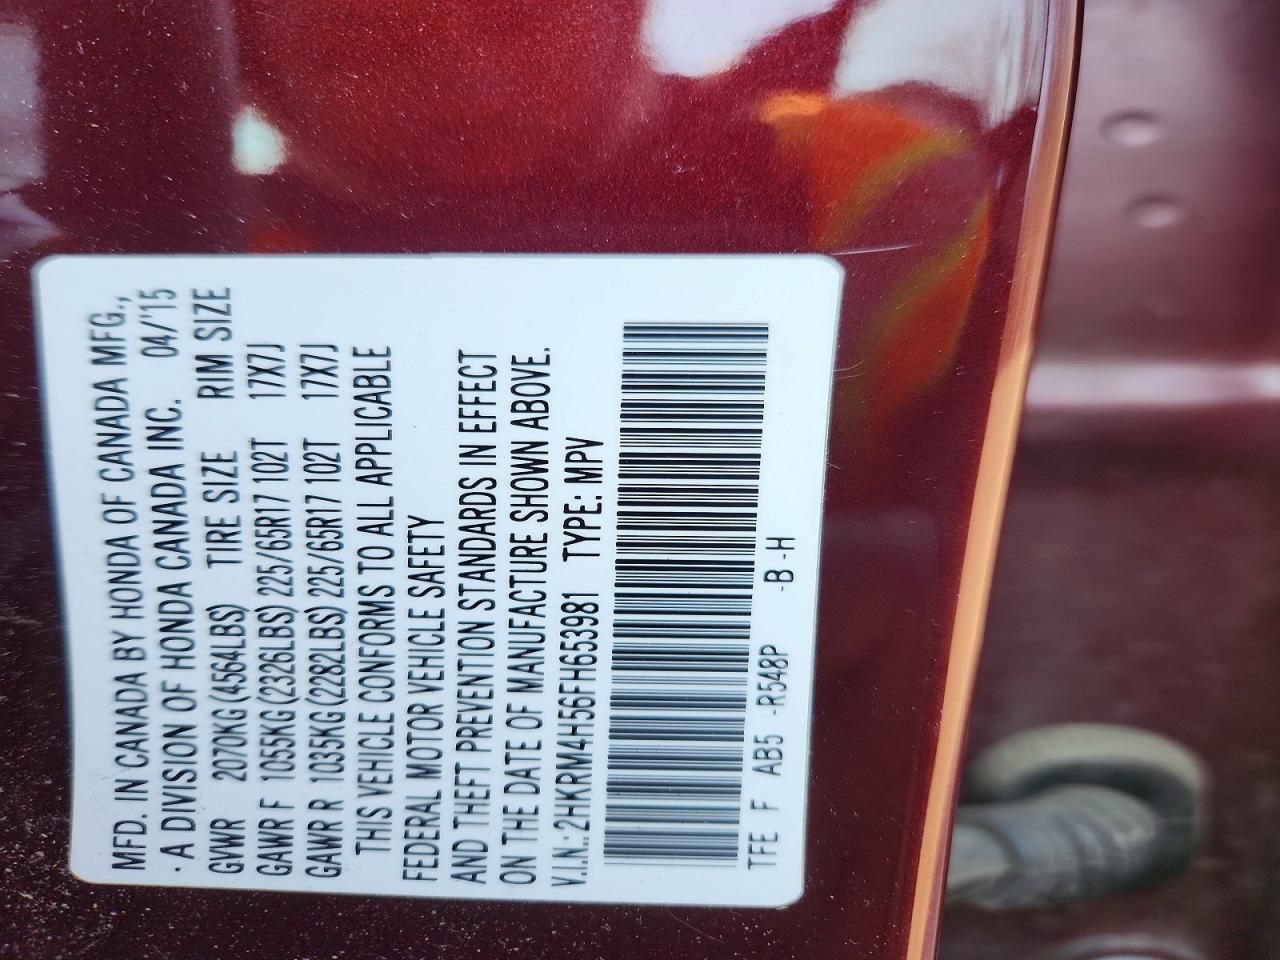 MFD. IN CANADA BY HONDA OF CANADA MFG.,
. A DIVISION OF HONDA CANADA INC. 04/'15
GVWR 2070KG(4564LBS) TIRE SIZE RIM SIZE
GAWR F 1055KG(2326LBS) 225/65R17 102T 17X7J
GAWR R 1035KG(2282LBS) 225/65R17 102T 17X7J
THIS VEHICLE CONFORMS TO ALL APPLICABLE
FEDERAL MOTOR VEHICLE SAFETY
AND THEFT PREVENTION STANDARDS IN EFFECT
ON THE DATE OF MANUFACTURE SHOWN ABOVE.
V.I.N.:2HKRM4H56FH653981 TYPE: MPV
TFE F AB5 -R548P -B -H